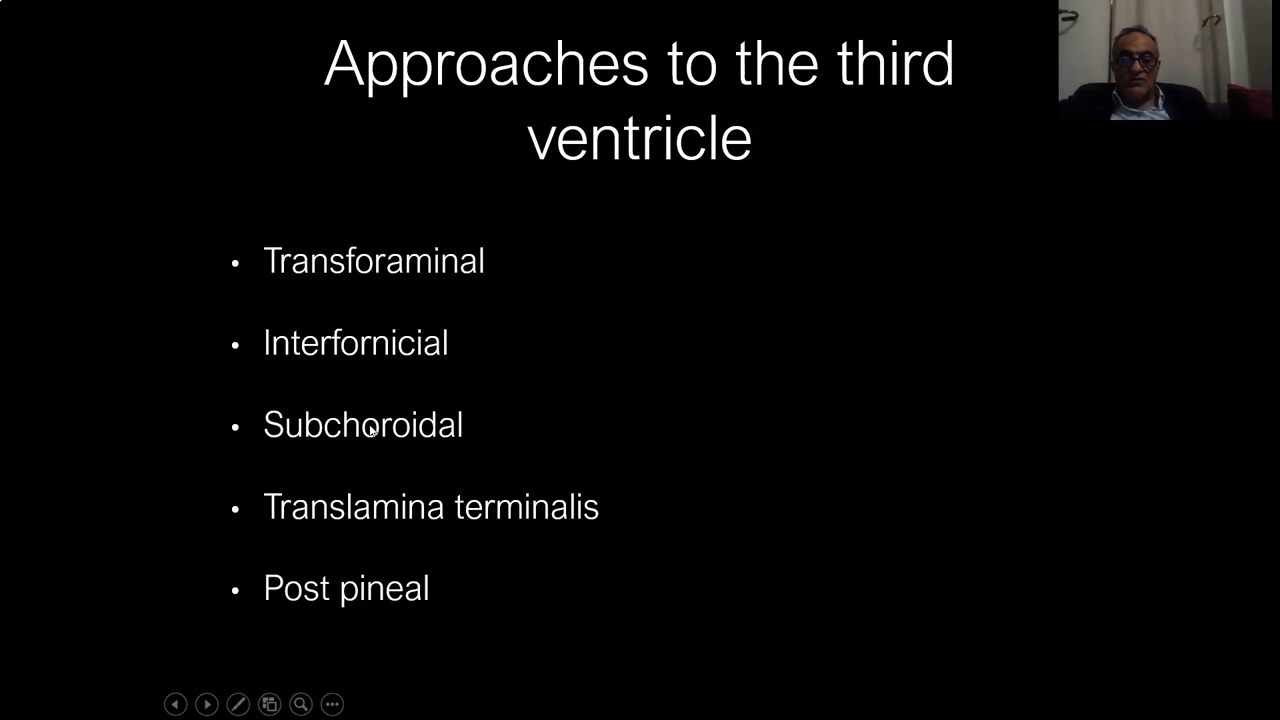 Approaches to the third
ventricle
• Transforaminal
• Interfornicial
• Subchoroidal
• Translamina terminalis
• Post pineal